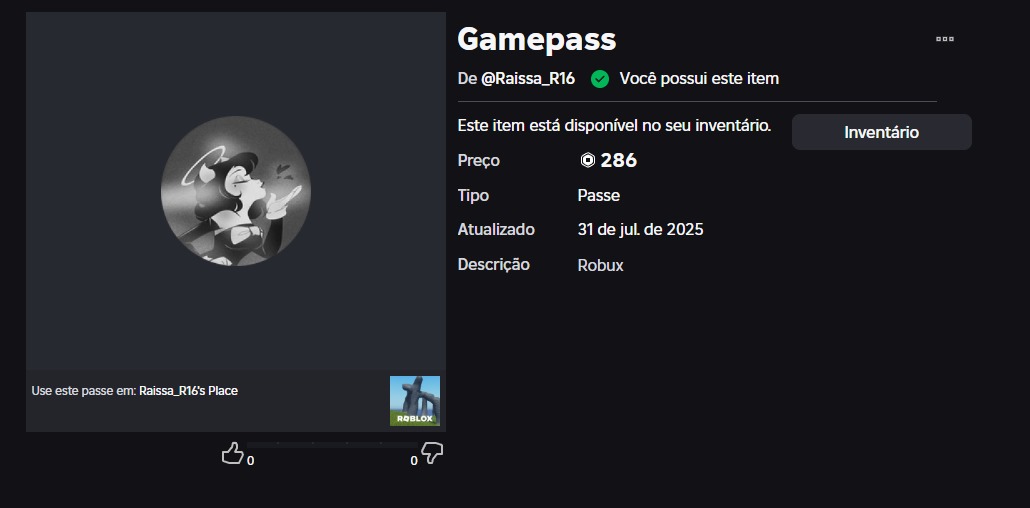 Gamepass
De @Raissa_R16 Você possui este item
Este item está disponível no seu inventário.
Inventário
Preço 286
Tipo Passe
Atualizado 31 de jul. de 2025
Descrição Robux
Use este passe em: Raissa_R16's Place
ROBLOX
0 0